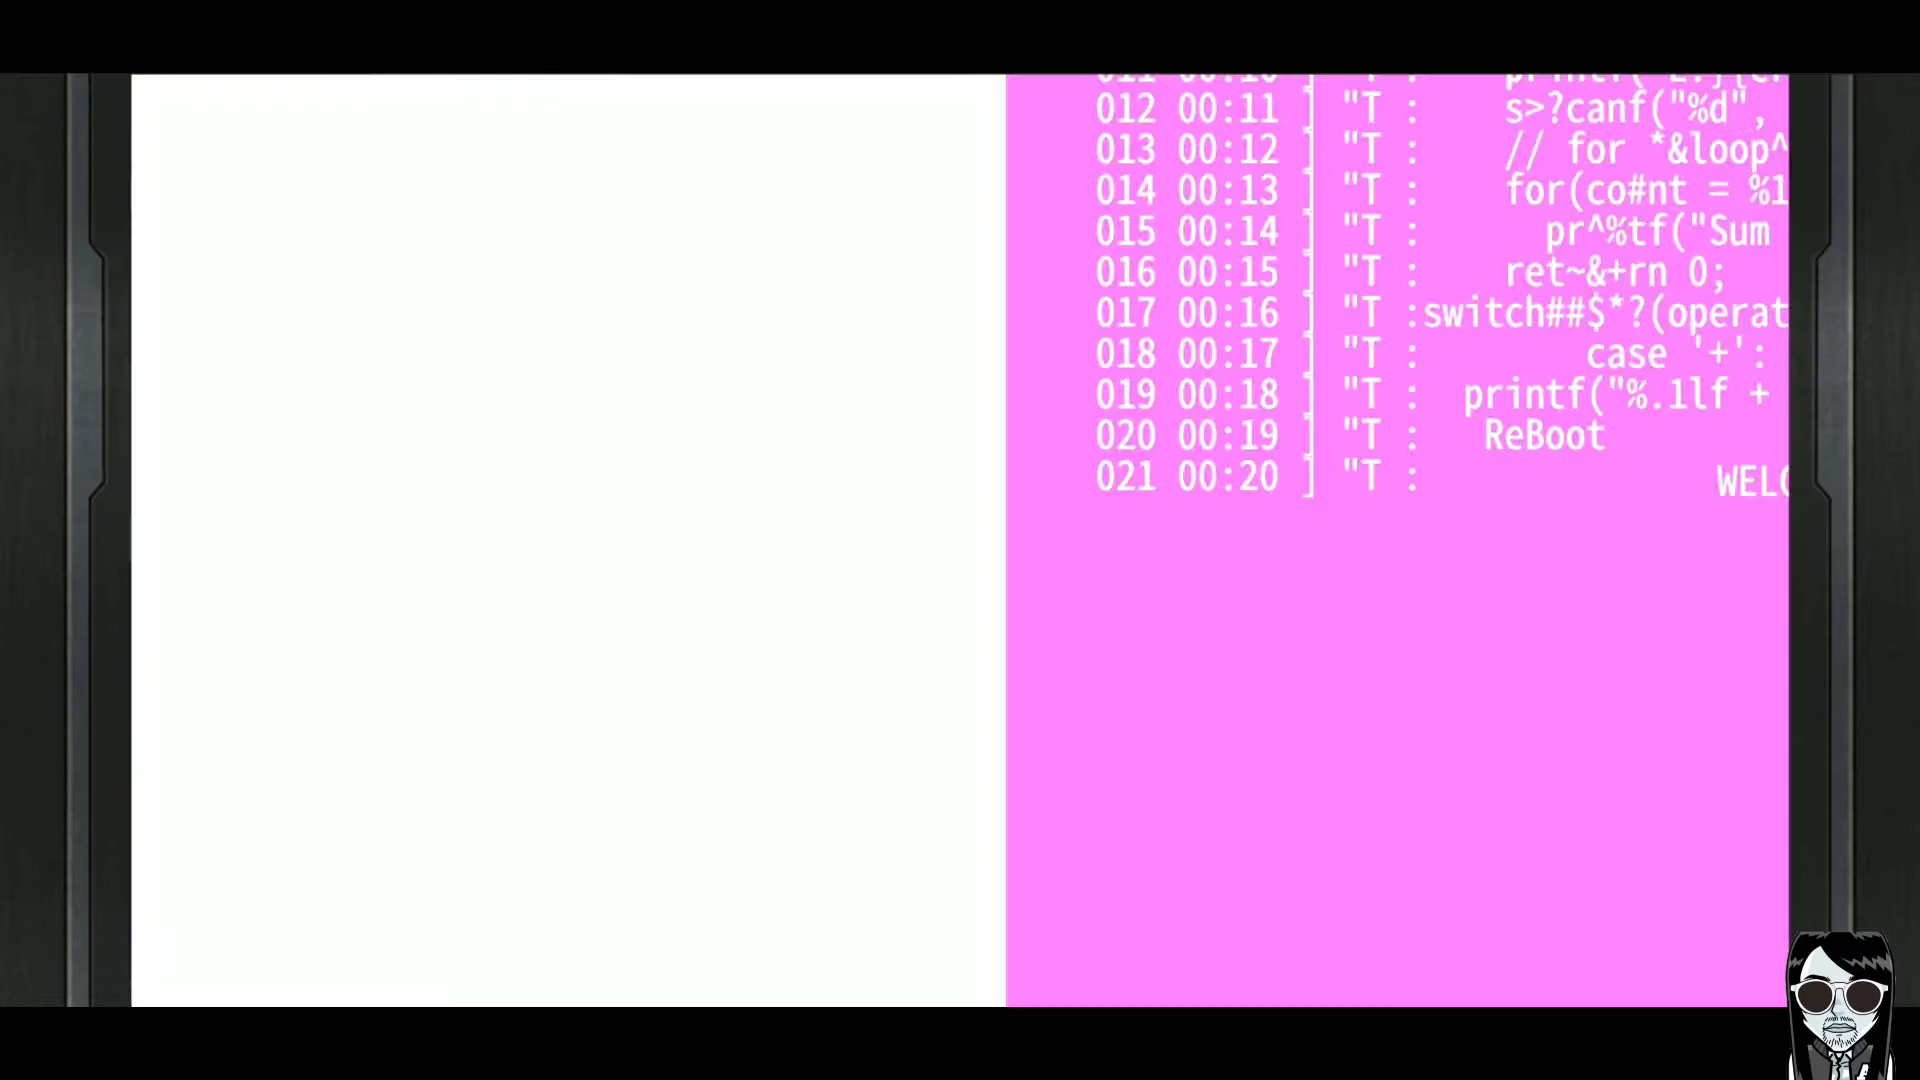 012 00:11 ] "T :    s>?canf("%d",
013 00:12 ] "T :    // for *&loop^
014 00:13 ] "T :    for(co#nt = %1
015 00:14 ] "T :      pr^%tf("Sum
016 00:15 ] "T :    ret~&+rn 0;
017 00:16 ] "T :switch##$*?(operat
018 00:17 ] "T :        case '+':
019 00:18 ] "T :  printf("%.1lf +
020 00:19 ] "T :   ReBoot
021 00:20 ] "T :              WELC